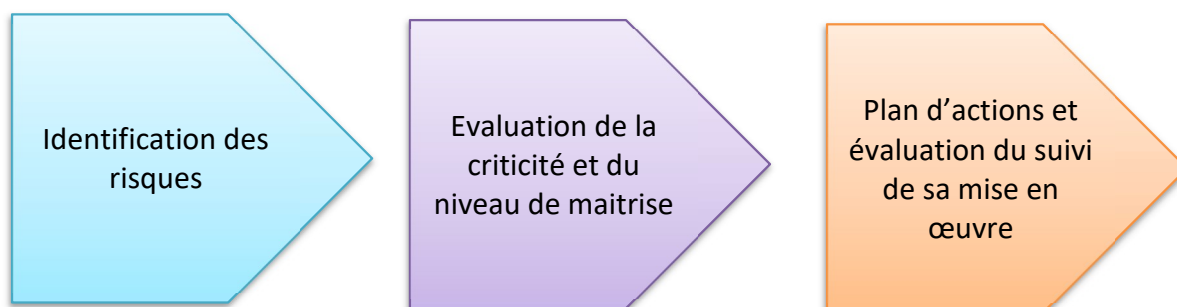 Identification des
risques
Evaluation de la
criticité et du
niveau de maitrise
Plan d’actions et
évaluation du suivi
de sa mise en
œuvre